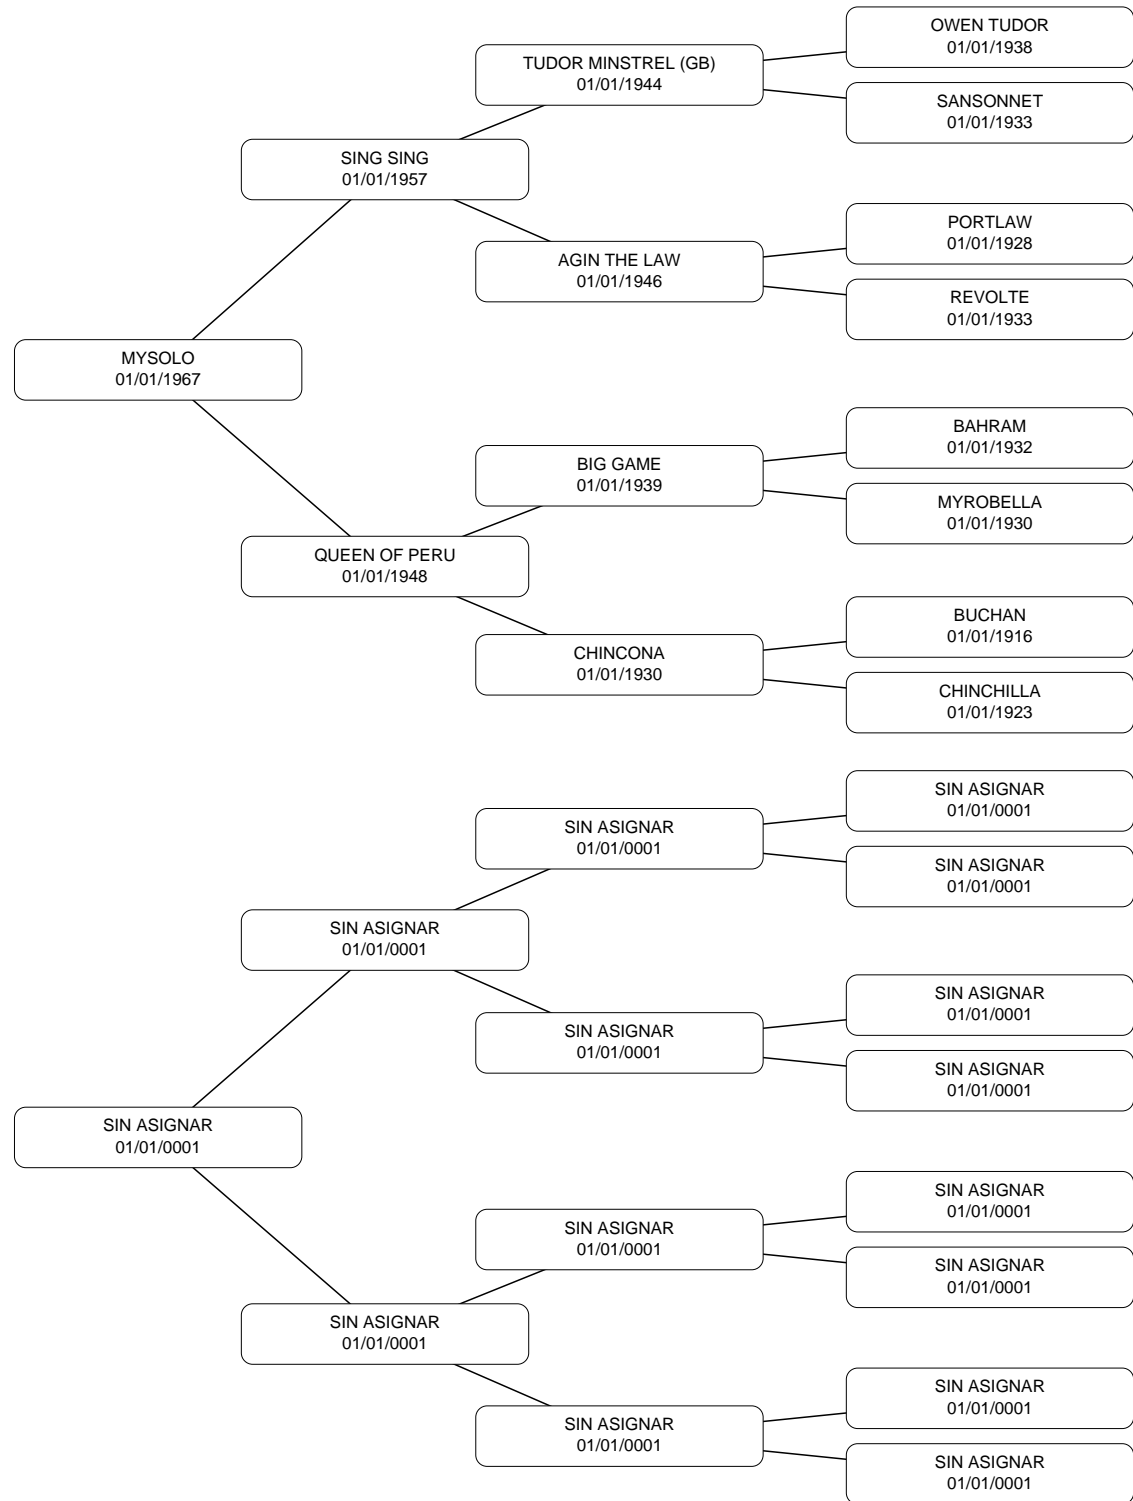 OWEN TUDOR
01/01/1938
TUDOR MINSTREL (GB)
01/01/1944
SANSONNET
01/01/1933
SING SING
01/01/1957
PORTLAW
01/01/1928
AGIN THE LAW
01/01/1946
REVOLTE
01/01/1933
MYSOLO
01/01/1967
BAHRAM
01/01/1932
BIG GAME
01/01/1939
MYROBELLA
01/01/1930
QUEEN OF PERU
01/01/1948
BUCHAN
01/01/1916
CHINCONA
01/01/1930
CHINCHILLA
01/01/1923
SIN ASIGNAR
01/01/0001
SIN ASIGNAR
01/01/0001
SIN ASIGNAR
01/01/0001
SIN ASIGNAR
01/01/0001
SIN ASIGNAR
01/01/0001
SIN ASIGNAR
01/01/0001
SIN ASIGNAR
01/01/0001
SIN ASIGNAR
01/01/0001
SIN ASIGNAR
01/01/0001
SIN ASIGNAR
01/01/0001
SIN ASIGNAR
01/01/0001
SIN ASIGNAR
01/01/0001
SIN ASIGNAR
01/01/0001
SIN ASIGNAR
01/01/0001
SIN ASIGNAR
01/01/0001